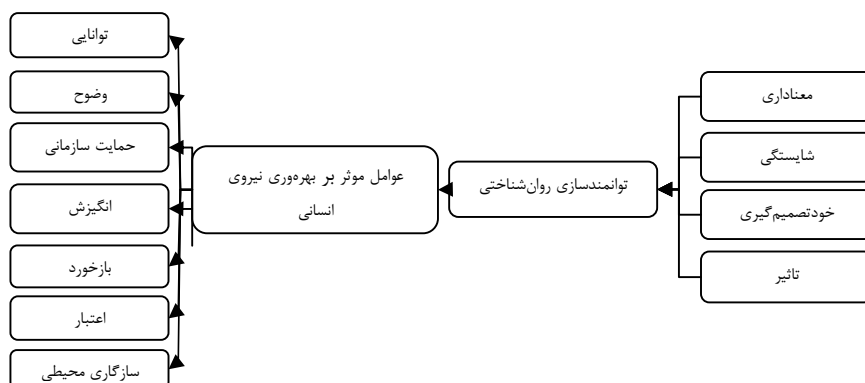 معناداری
شایستگی
خودتصمیم‌گیری
تاثیر
توانمندسازی روان‌شناختی
عوامل موثر بر بهره‌وری نیروی
انسانی
توانایی
وضوح
حمایت سازمانی
انگیزش
بازخورد
اعتبار
سازگاری محیطی